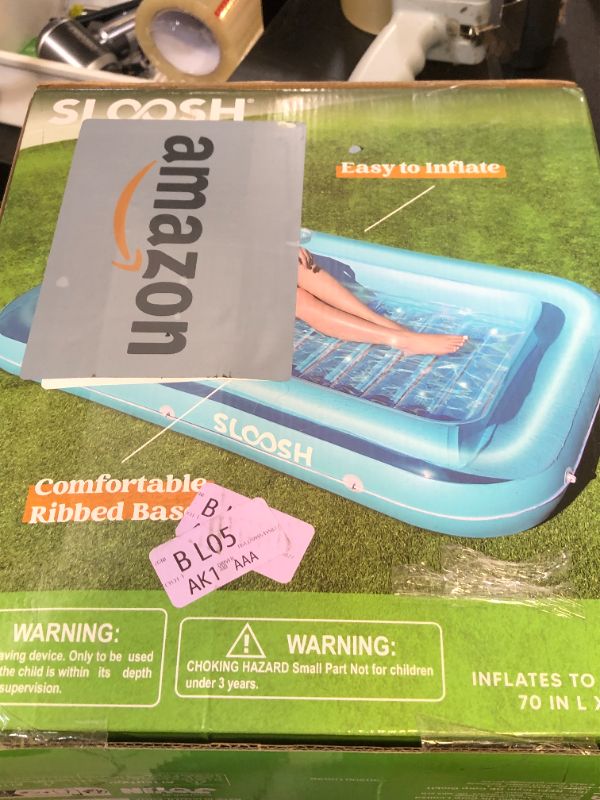 SLOOSH®
amazon
Easy to Inflate
SLOOSH
Comfortable
Ribbed Bas
B
B L05
AK1 AAA
WARNING:
aving device. Only to be used
the child is within its depth
supervision.
WARNING:
CHOKING HAZARD Small Part Not for children
under 3 years.
INFLATES TO
70 IN L X